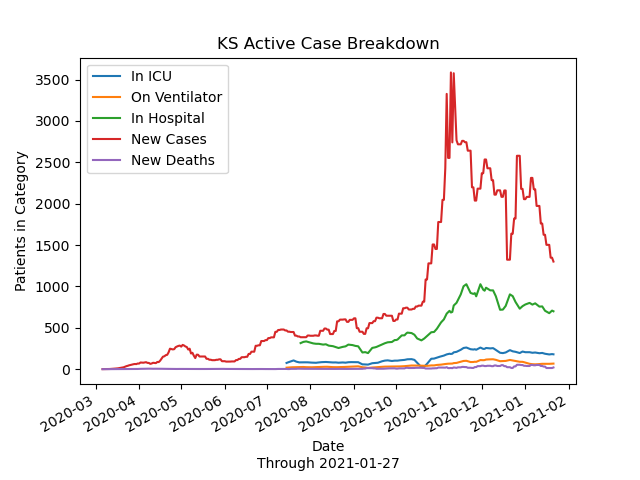 KS Active Case Breakdown
In ICU
On Ventilator
In Hospital
New Cases
New Deaths
Patients in Category
3500
3000
2500
2000
1500
1000
500
0
2020-03
2020-04
2020-05
2020-06
2020-07
2020-08
2020-09
2020-10
2020-11
2020-12
2021-01
2021-02
Date
Through 2021-01-27